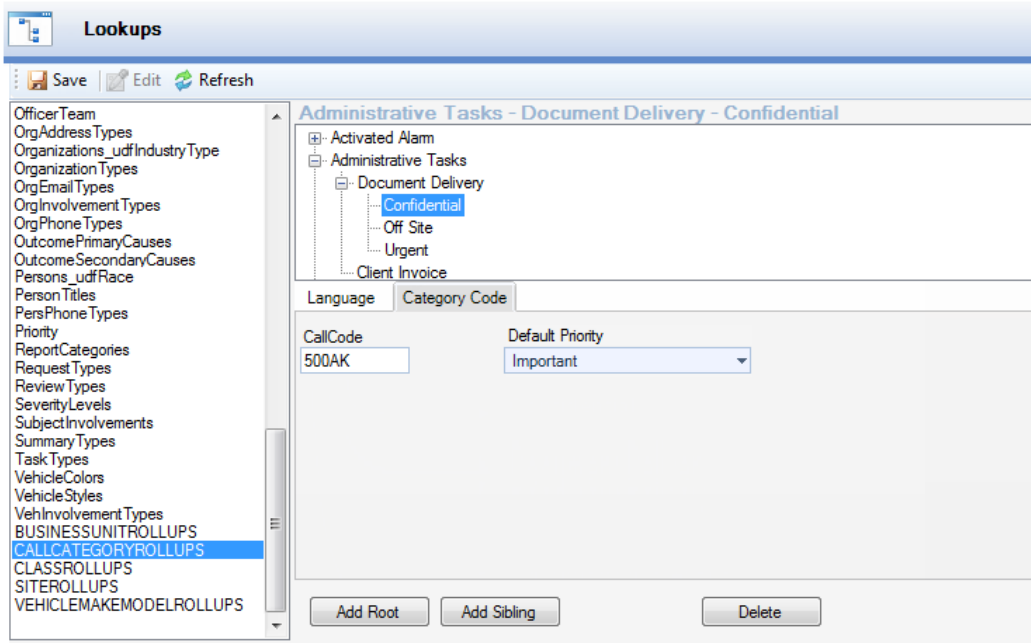 Lookups
Save Edit Refresh
OfficerTeam
OrgAddressTypes
Organizations_udfIndustryType
OrganizationTypes
OrgEmailTypes
OrgInvolvementTypes
OrgPhoneTypes
OutcomePrimaryCauses
OutcomeSecondaryCauses
Persons_udfRace
PersonTitles
PersPhoneTypes
Priority
ReportCategories
RequestTypes
ReviewTypes
SeverityLevels
SubjectInvolvements
SummaryTypes
TaskTypes
VehicleColors
VehicleStyles
VehInvolvementTypes
BUSINESSUNITROLLUPS
CALLCATEGORYROLLUPS
CLASSROLLUPS
SITEROLLUPS
VEHICLEMAKEMODELROLLUPS
Administrative Tasks - Document Delivery - Confidential
Activated Alarm
Administrative Tasks
Document Delivery
Confidential
Off Site
Urgent
Client Invoice
Language Category Code
CallCode Default Priority
500AK Important
Add Root Add Sibling Delete